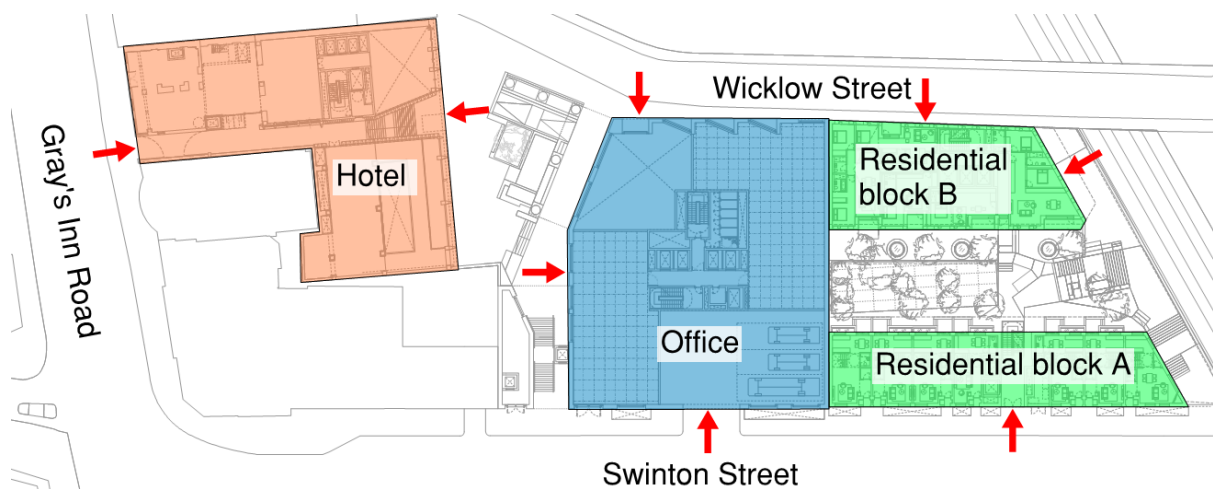 Wicklow Street
Gray's Inn Road
Hotel
Residential
block B
Office
Residential block A
Swinton Street